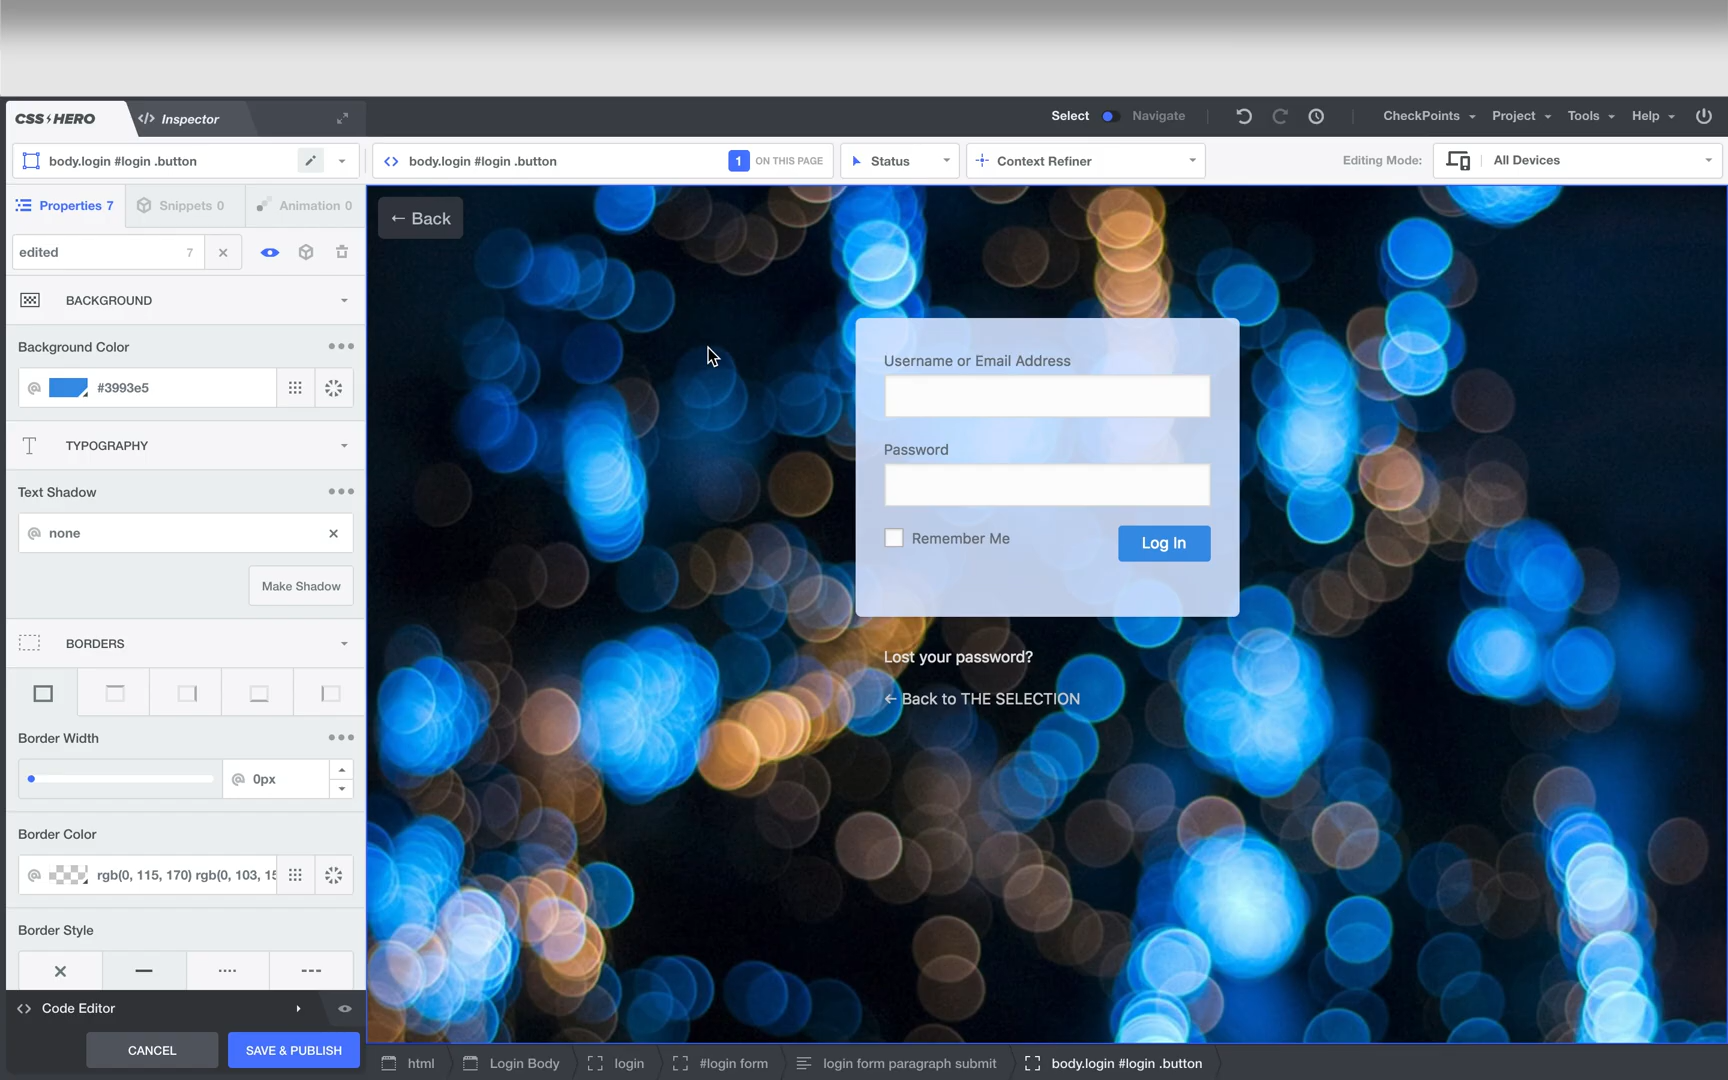 CSS HERO
Inspector
Select
Navigate
CheckPoints
Project
Tools
Help
body.login #login .button
body.login #login .button
1
ON THIS PAGE
Status
Context Refiner
Editing Mode:
All Devices
Properties 7
Snippets 0
Animation 0
edited
7
BACKGROUND
Background Color
@ #3993e5
TYPOGRAPHY
Text Shadow
@ none
Make Shadow
BORDERS
Border Width
@ 0px
Border Color
@ rgb(0, 115, 170) rgb(0, 103, 15
Border Style
Code Editor
CANCEL
SAVE & PUBLISH
← Back
Username or Email Address
Password
Remember Me
Log In
Lost your password?
← Back to THE SELECTION
html
Login Body
login
#login form
login form paragraph submit
body.login #login .button